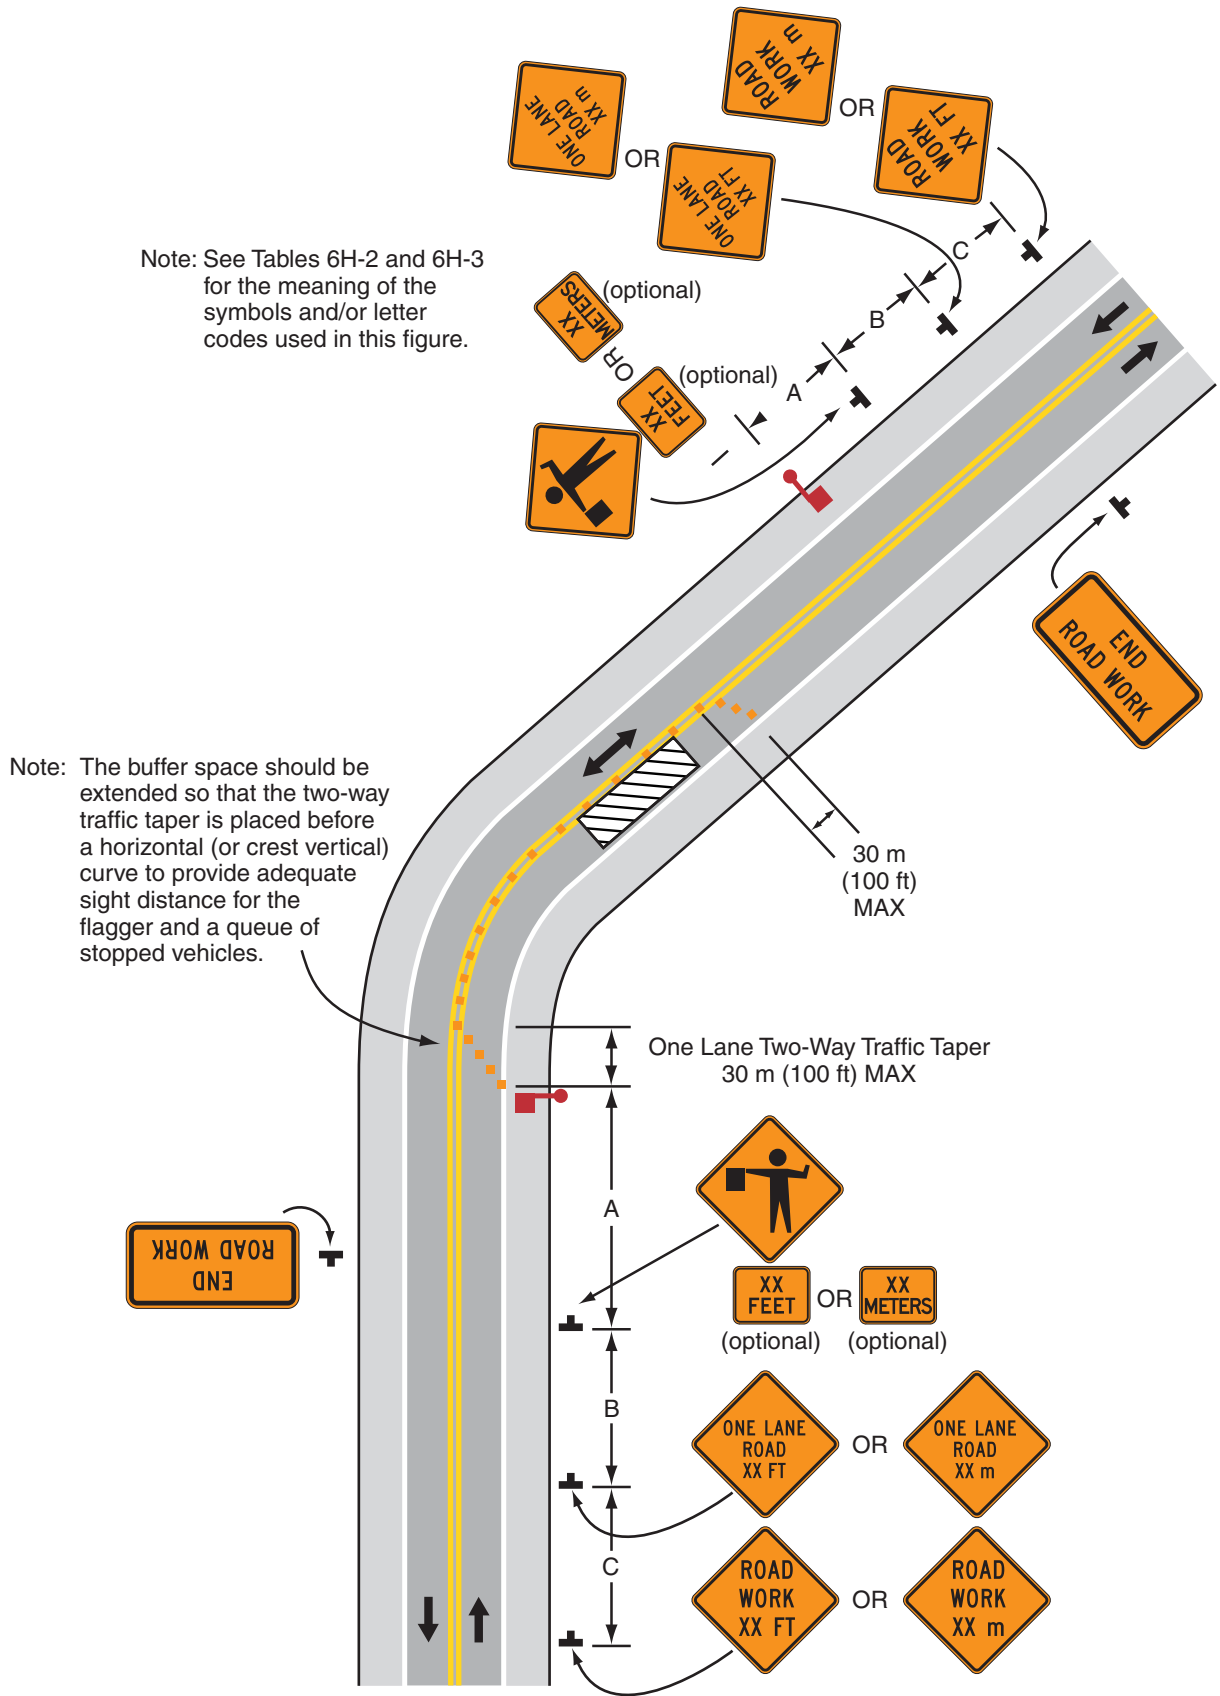 ROAD
WORK
XX m
OR
ROAD
WORK
XX FT
ONE LANE
ROAD
XX m
OR
ONE LANE
ROAD
XX FT
C
Note: See Tables 6H-2 and 6H-3
for the meaning of the
symbols and/or letter
codes used in this figure.
XX
METERS
(optional)
OR
XX
FEET
(optional)
B
A
END
ROAD WORK
Note: The buffer space should be
extended so that the two-way
traffic taper is placed before
a horizontal (or crest vertical)
curve to provide adequate
sight distance for the
flagger and a queue of
stopped vehicles.
30 m
(100 ft)
MAX
One Lane Two-Way Traffic Taper
30 m (100 ft) MAX
A
END
ROAD WORK
XX
FEET
OR
XX
METERS
(optional)
(optional)
B
ONE LANE
ROAD
XX FT
OR
ONE LANE
ROAD
XX m
C
ROAD
WORK
XX FT
OR
ROAD
WORK
XX m